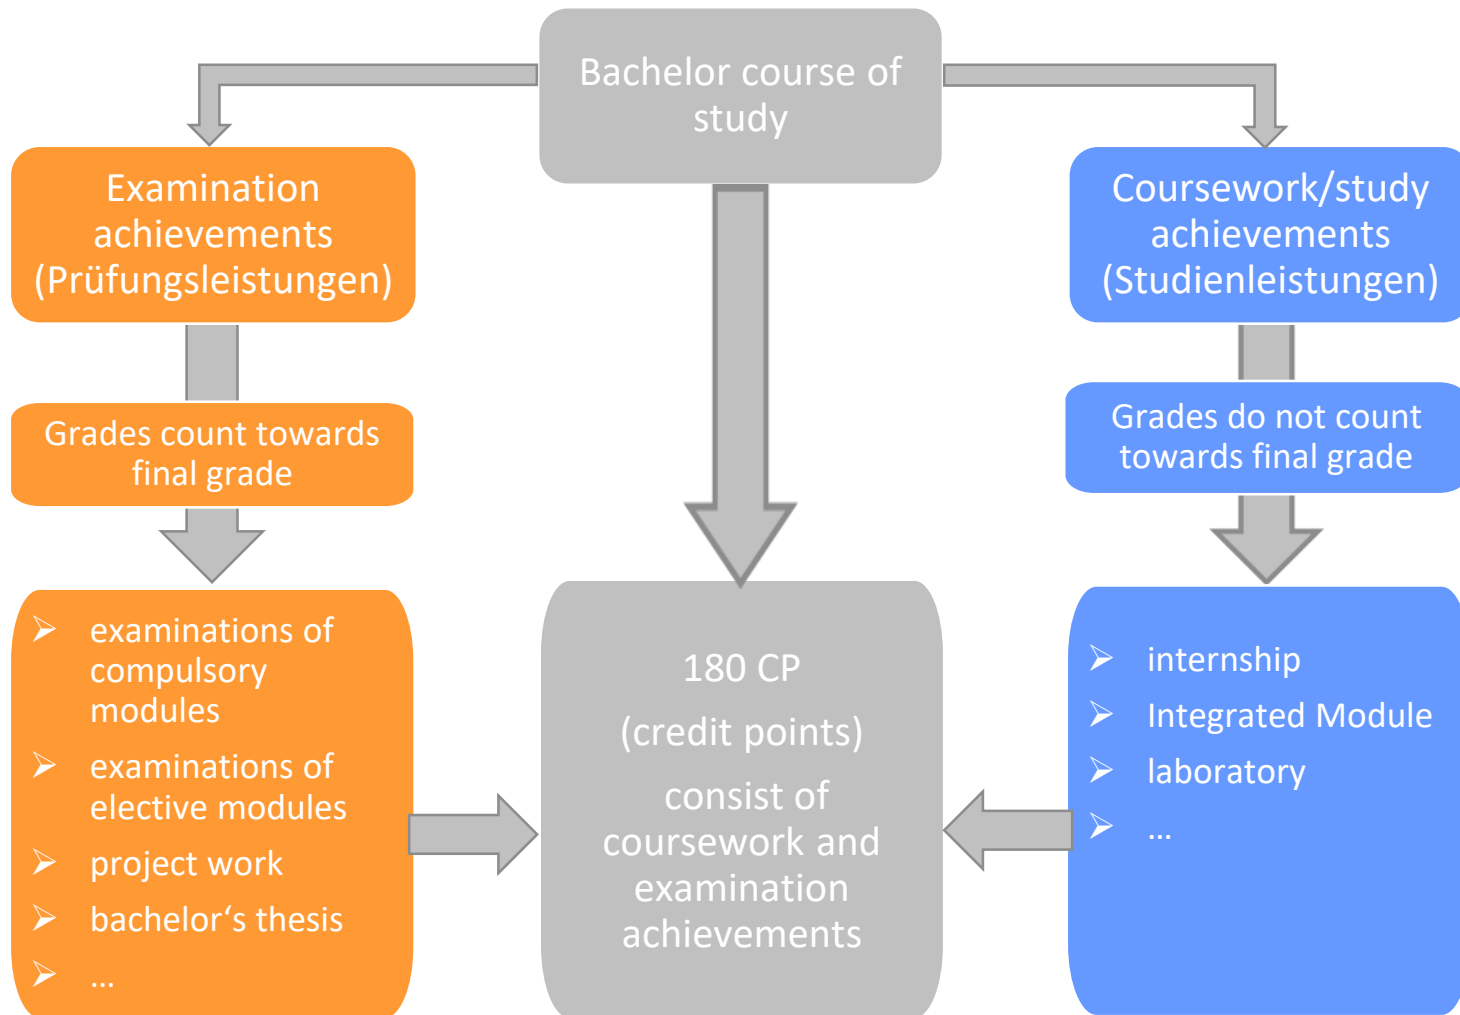 Bachelor course of
study
Examination
achievements
(Prüfungsleistungen)
Coursework/study
achievements
(Studienleistungen)
Grades count towards
final grade
Grades do not count
towards final grade
➢ examinations of
compulsory
modules
➢ examinations of
elective modules
➢ project work
➢ bachelor‘s thesis
➢ …
180 CP
(credit points)
consist of
coursework and
examination
achievements
➢ internship
➢ Integrated Module
➢ laboratory
➢ …